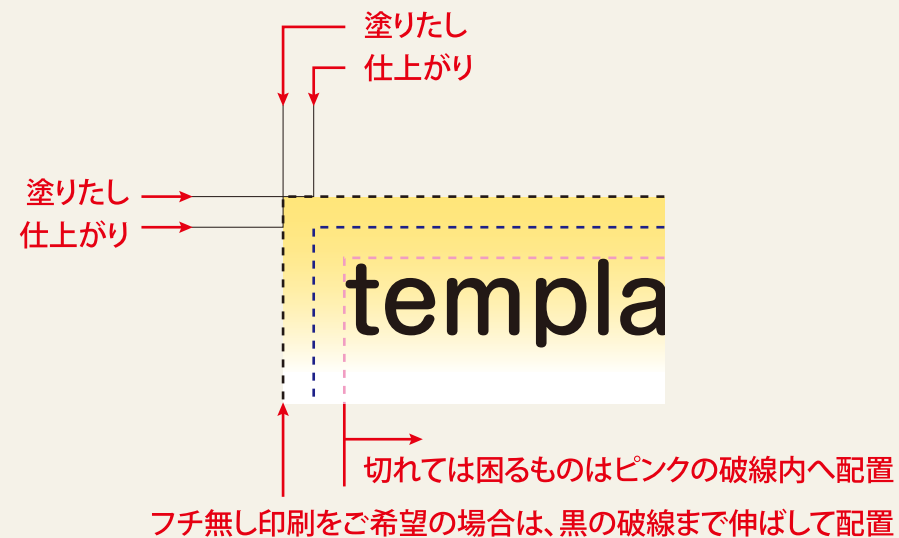 塗りたし
仕上がり
塗りたし
仕上がり
templa
切れては困るものはピンクの破線内へ配置
フチ無し印刷をご希望の場合は、黒の破線まで伸ばして配置